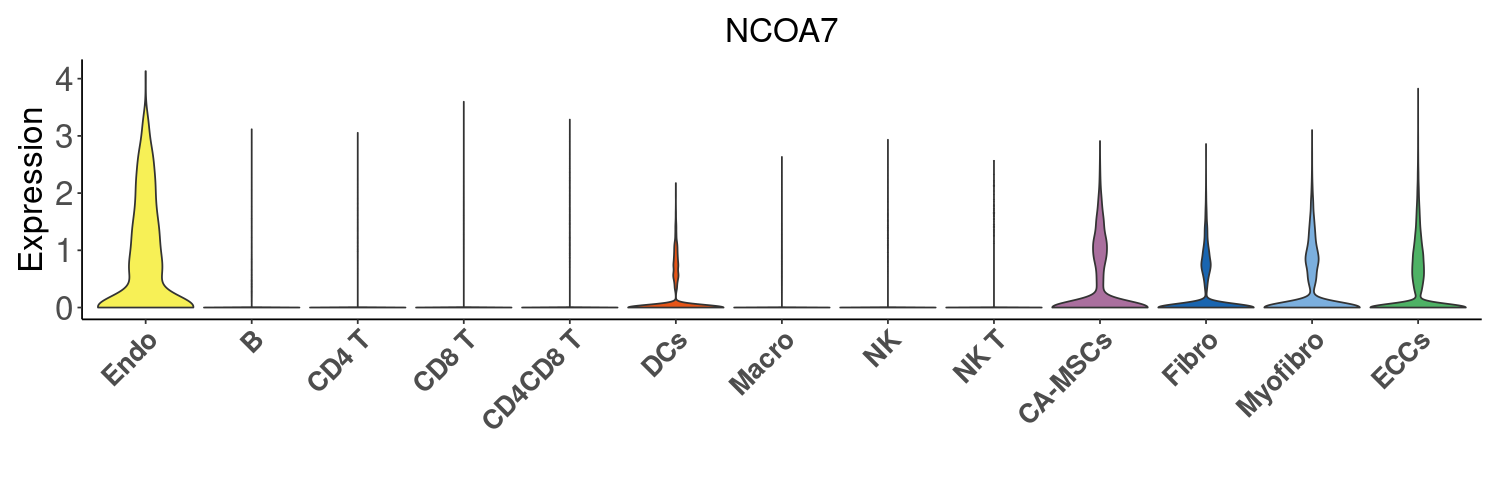 NCOA7
Expression
4
3
2
1
0
Endo
B
CD4 T
CD8 T
CD4CD8 T
DCs
Macro
NK
NK T
CA-MSCs
Fibro
Myofibro
ECCs